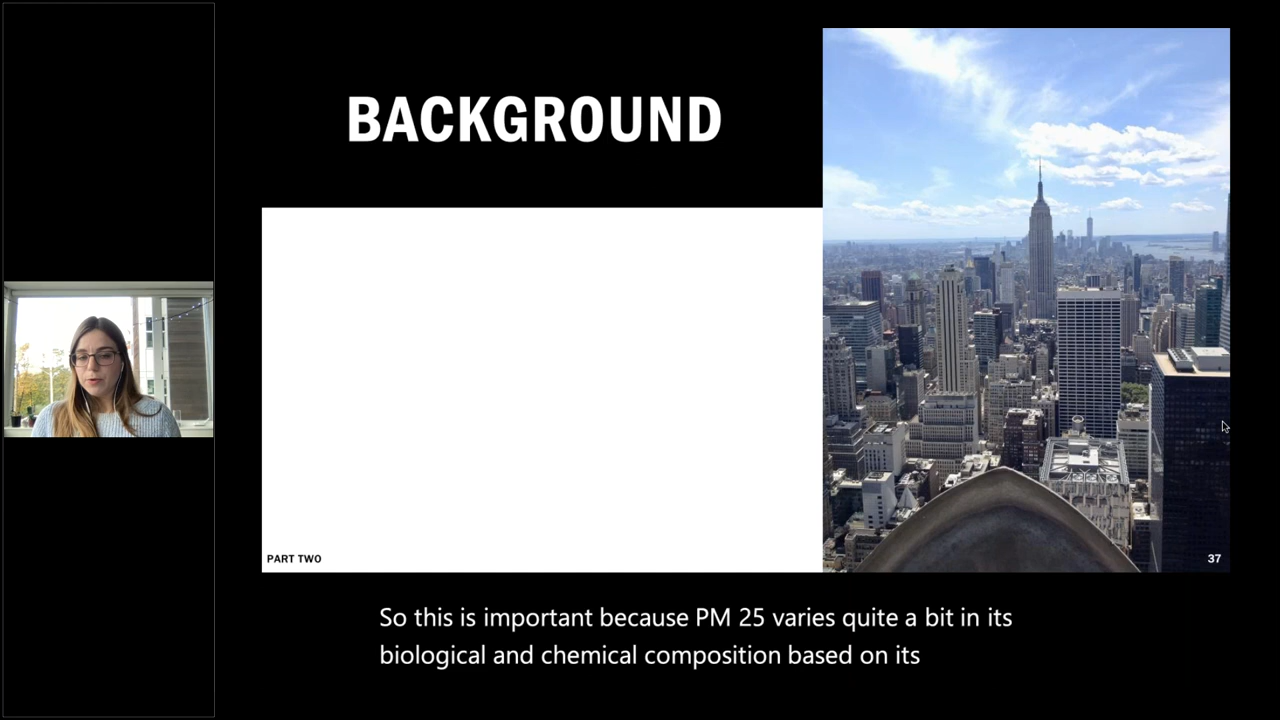 BACKGROUND
PART TWO
37
So this is important because PM 25 varies quite a bit in its
biological and chemical composition based on its